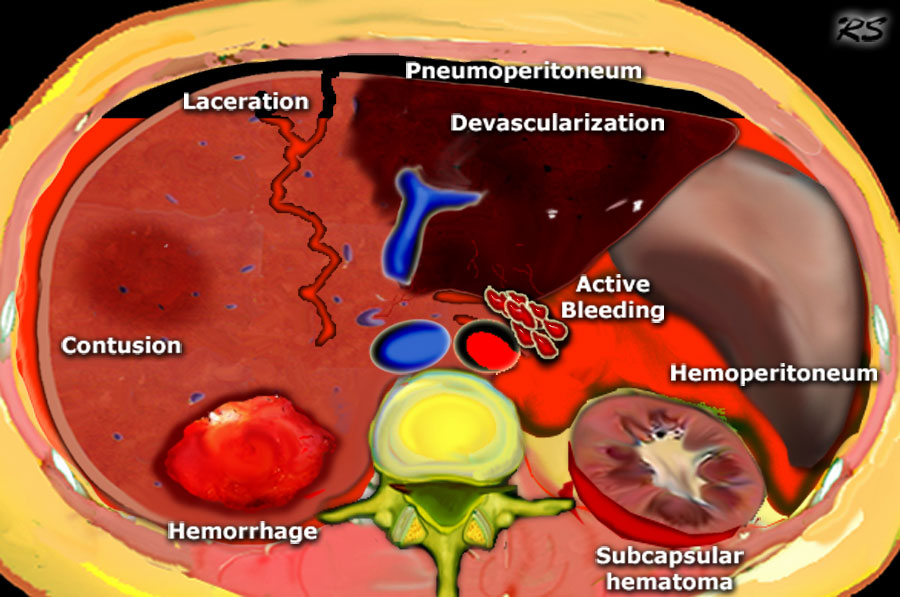 RS
Pneumoperitoneum
Laceration
Devascularization
Active
Bleeding
Contusion
Hemoperitoneum
Hemorrhage
Subcapsular
hematoma